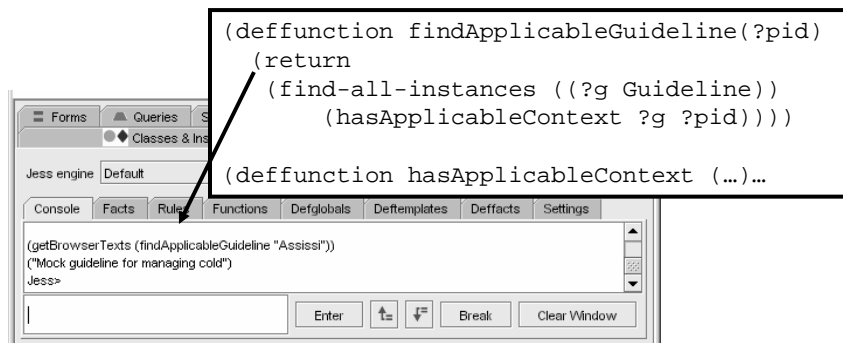 (deffunction findApplicableGuideline(?pid)
(return
(find-all-instances ((?g Guideline))
(hasApplicableContext ?g ?pid))))
(deffunction hasApplicableContext (…)…
Forms Queries S
Classes & Ins
Jess engine Default
Console Facts Rules Functions Defglobals Deftemplates Deffacts Settings
(getBrowserTexts (findApplicableGuideline "Assissi"))
("Mock guideline for managing cold")
Jess>
Enter Break Clear Window